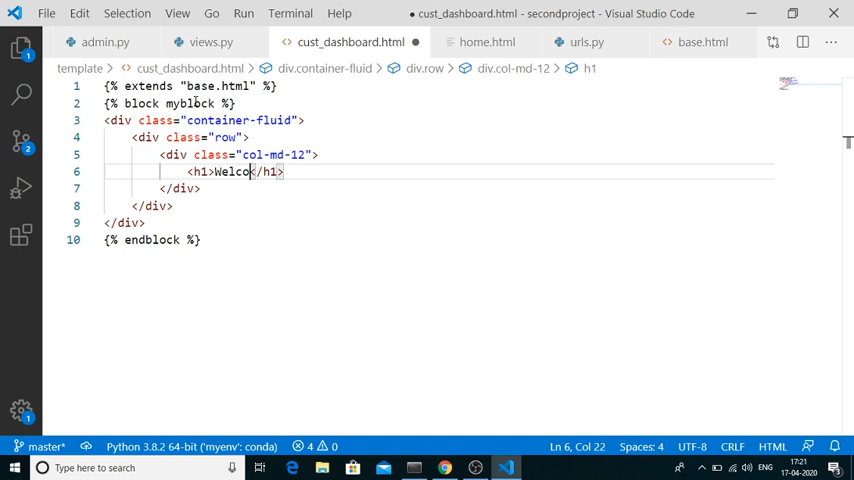 File Edit Selection View Go Run Terminal Help ● cust_dashboard.html - secondproject - Visual Studio Code
admin.py views.py cust_dashboard.html ● home.html urls.py base.html
template > cust_dashboard.html > div.container-fluid > div.row > div.col-md-12 > h1
1 {% extends "base.html" %}
2 {% block myblock %}
3 <div class="container-fluid">
4 <div class="row">
5 <div class="col-md-12">
6 <h1>Welco</h1>
7 </div>
8 </div>
9 </div>
10 {% endblock %}
1
2
1
master* Python 3.8.2 64-bit ('myenv': conda) 4 0 Ln 6, Col 22 Spaces: 4 UTF-8 CRLF HTML
Type here to search ENG 17:21
17-04-2020
3